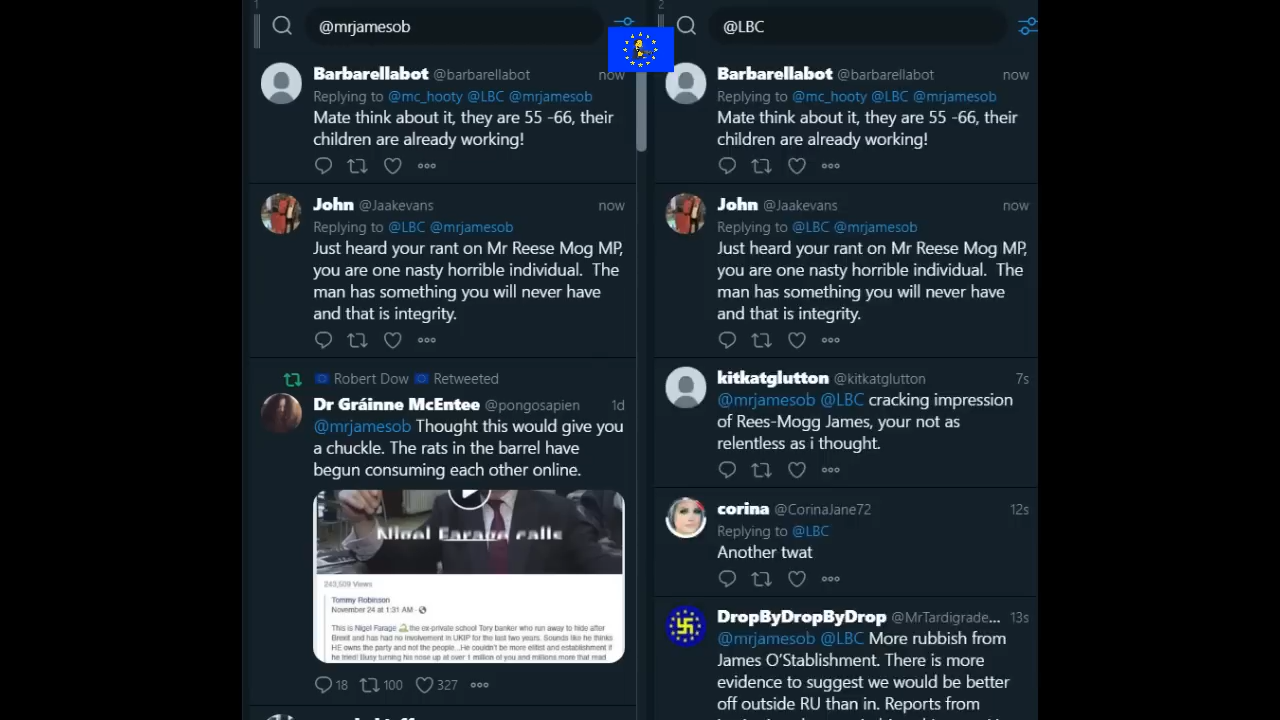 1
@mrjamesob
Barbarellabot @barbarellabot now
Replying to @mc_hooty @LBC @mrjamesob
Mate think about it, they are 55 -66, their
children are already working!
John @Jaakevans now
Replying to @LBC @mrjamesob
Just heard your rant on Mr Reese Mog MP,
you are one nasty horrible individual.  The
man has something you will never have
and that is integrity.
Robert Dow Retweeted
Dr Gráinne McEntee @pongosapien 1d
@mrjamesob Thought this would give you
a chuckle. The rats in the barrel have
begun consuming each other online.
Nigel Farage calls
243,509 Views
Tommy Robinson
November 24 at 1:31 AM ·
This is Nigel Farage the ex-private school Tory banker who run away to hide after
Brexit and has had no involvement in UKIP for the last two years. Sounds like he thinks
HE owns the party and not the people...He couldn't be more elitist and establishment if
he tried! Busy turning his nose up at over 1 million of you and millions more that read
18 100 327
2
@LBC
Barbarellabot @barbarellabot now
Replying to @mc_hooty @LBC @mrjamesob
Mate think about it, they are 55 -66, their
children are already working!
John @Jaakevans now
Replying to @LBC @mrjamesob
Just heard your rant on Mr Reese Mog MP,
you are one nasty horrible individual.  The
man has something you will never have
and that is integrity.
kitkatglutton @kitkatglutton 7s
@mrjamesob @LBC cracking impression
of Rees-Mogg James, your not as
relentless as i thought.
corina @CorinaJane72 12s
Replying to @LBC
Another twat
DropByDropByDrop @MrTardigrade... 13s
@mrjamesob @LBC More rubbish from
James O'Stablishment. There is more
evidence to suggest we would be better
off outside RU than in. Reports from